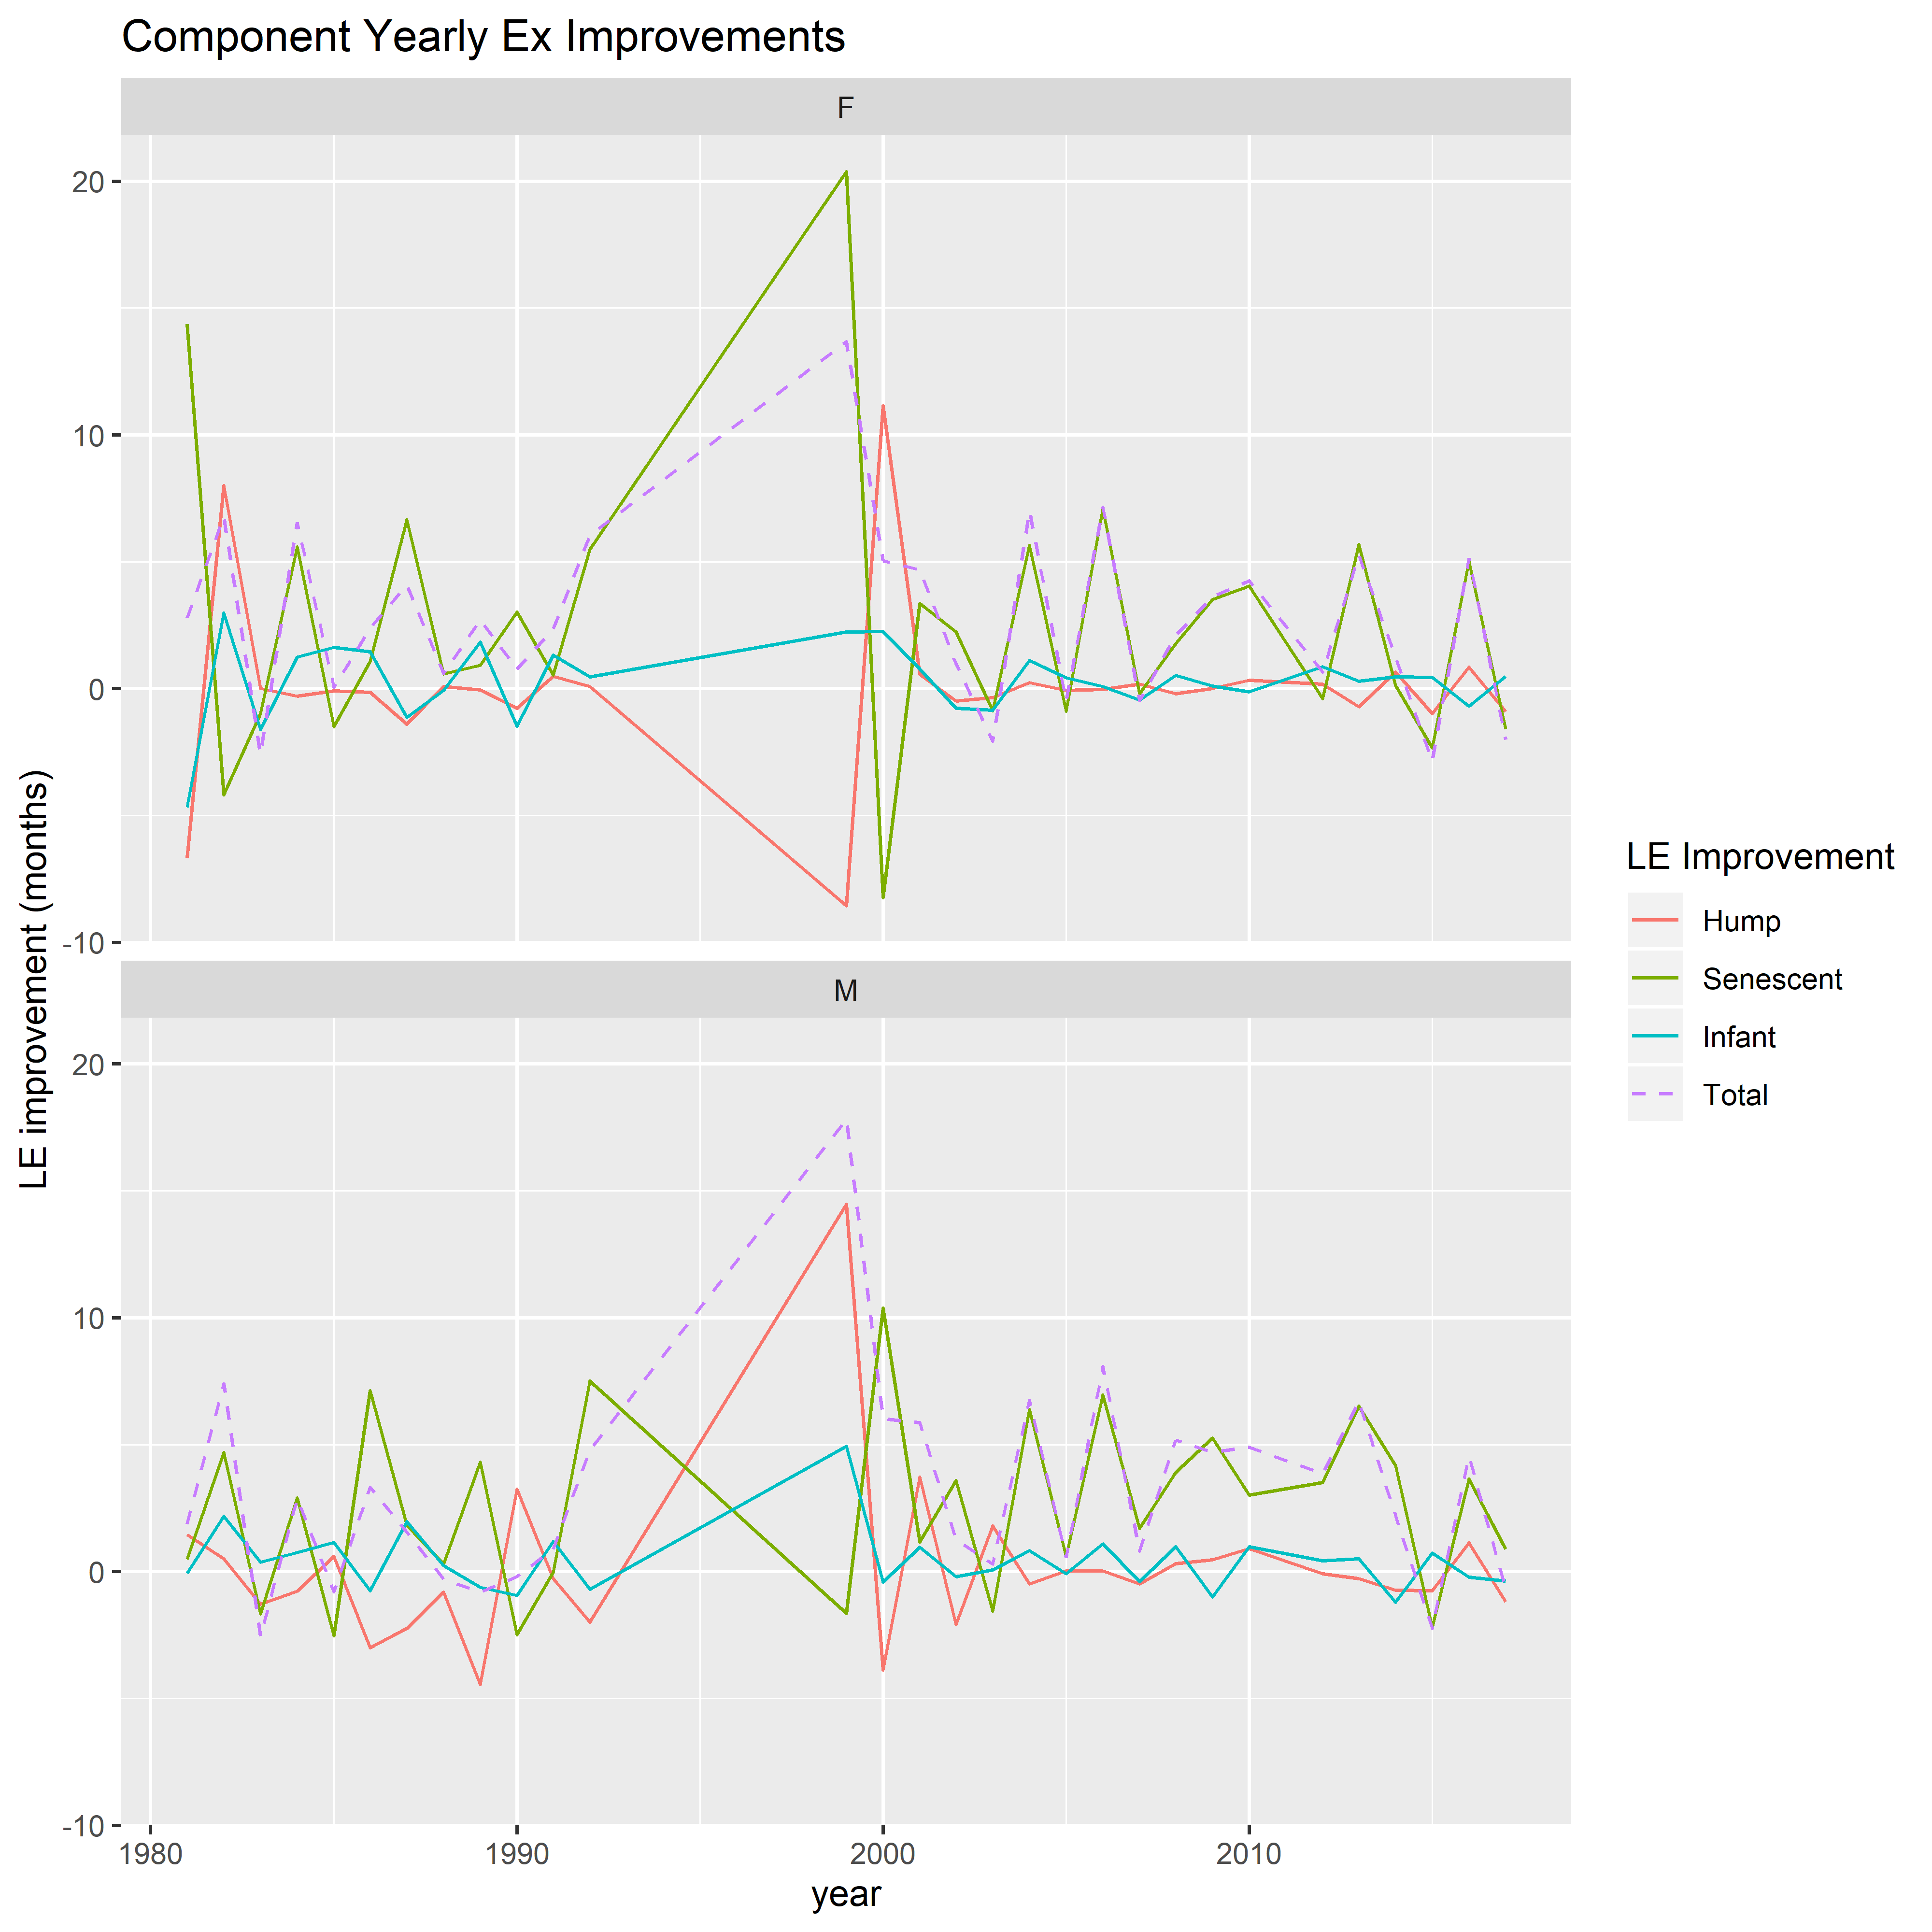 Component Yearly Ex Improvements
F
20
10
0
-10
M
20
10
0
-10
1980 1990 2000 2010
year
LE improvement (months)
LE Improvement
Hump
Senescent
Infant
Total